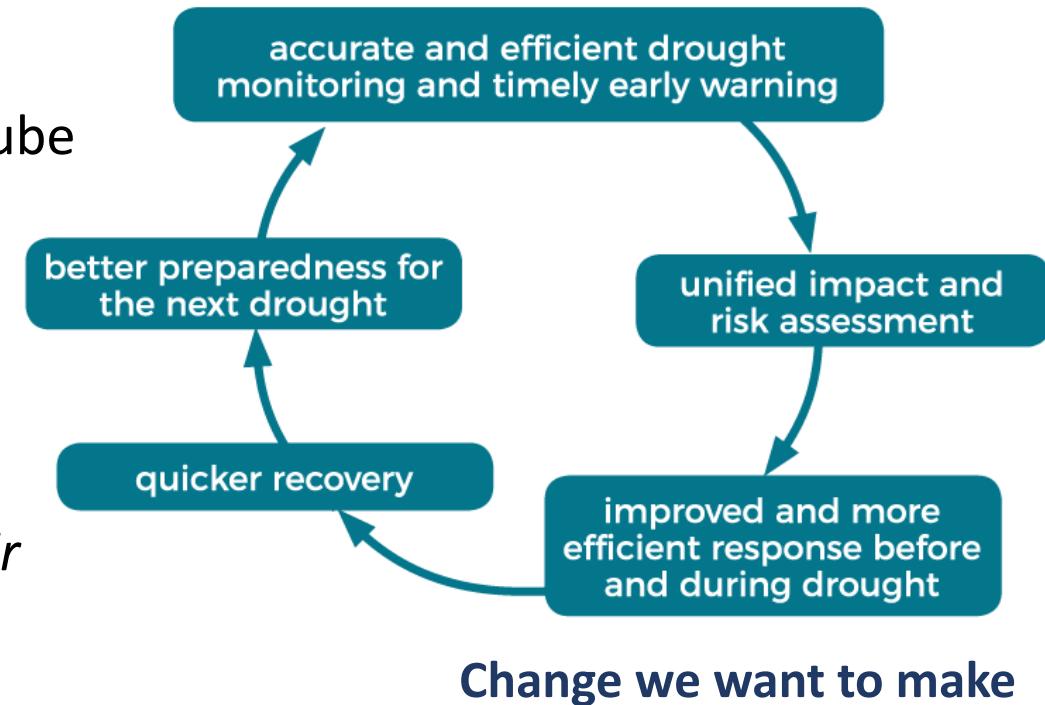 accurate and efficient drought
monitoring and timely early warning
ube
better preparedness for
the next drought
unified impact and
risk assessment
quicker recovery
improved and more
efficient response before
and during drought
r
Change we want to make